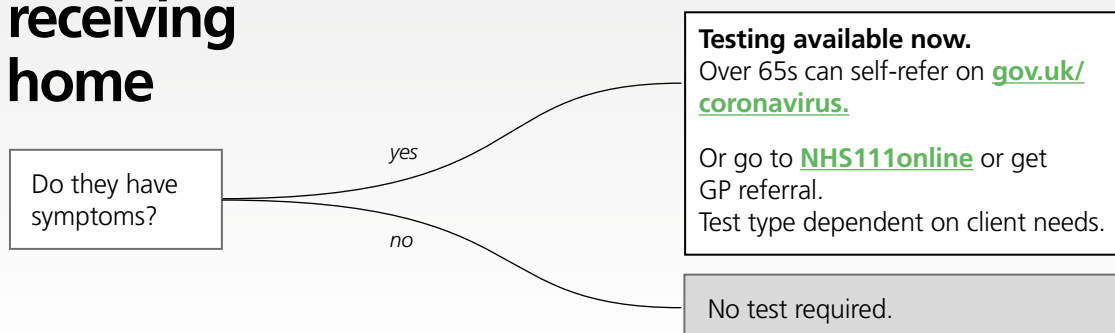 receiving
home
Do they have
symptoms?
yes
no
Testing available now.
Over 65s can self-refer on gov.uk/
coronavirus.
Or go to NHS111online or get
GP referral.
Test type dependent on client needs.
No test required.